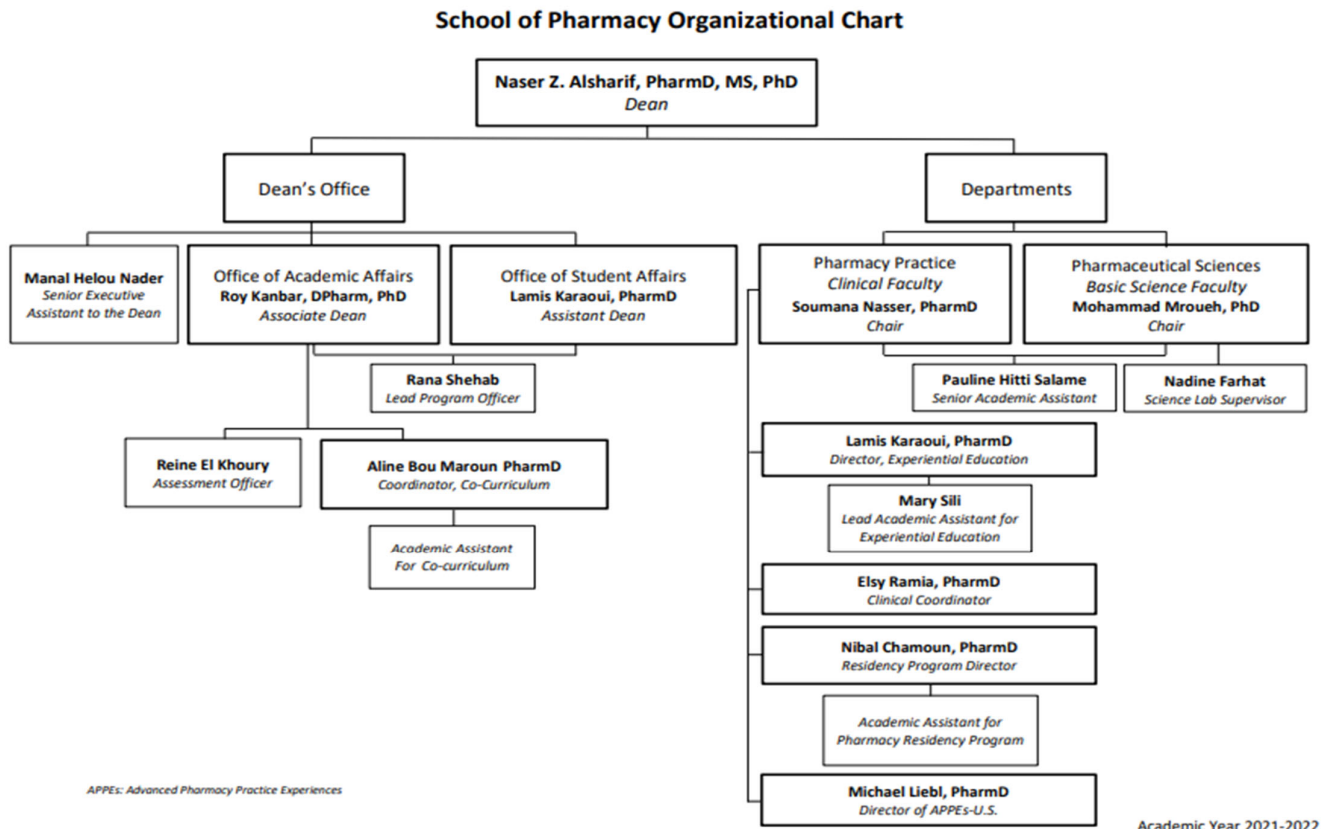 School of Pharmacy Organizational Chart
Naser Z. Alsharif, PharmD, MS, PhD
Dean
Dean's Office
Departments
Manal Helou Nader
Senior Executive
Assistant to the Dean
Office of Academic Affairs
Roy Kanbar, DPharm, PhD
Associate Dean
Office of Student Affairs
Lamis Karaoui, PharmD
Assistant Dean
Pharmacy Practice
Clinical Faculty
Soumana Nasser, PharmD
Chair
Pharmaceutical Sciences
Basic Science Faculty
Mohammad Mroueh, PhD
Chair
Rana Shehab
Lead Program Officer
Pauline Hitti Salame
Senior Academic Assistant
Nadine Farhat
Science Lab Supervisor
Reine El Khoury
Assessment Officer
Aline Bou Maroun PharmD
Coordinator, Co-Curriculum
Academic Assistant
For Co-curriculum
Lamis Karaoui, PharmD
Director, Experiential Education
Mary Sili
Lead Academic Assistant for
Experiential Education
Elsy Ramia, PharmD
Clinical Coordinator
Nibal Chamoun, PharmD
Residency Program Director
Academic Assistant for
Pharmacy Residency Program
Michael Liebl, PharmD
Director of APPEs-U.S.
APPEs: Advanced Pharmacy Practice Experiences
Academic Year 2021-2022